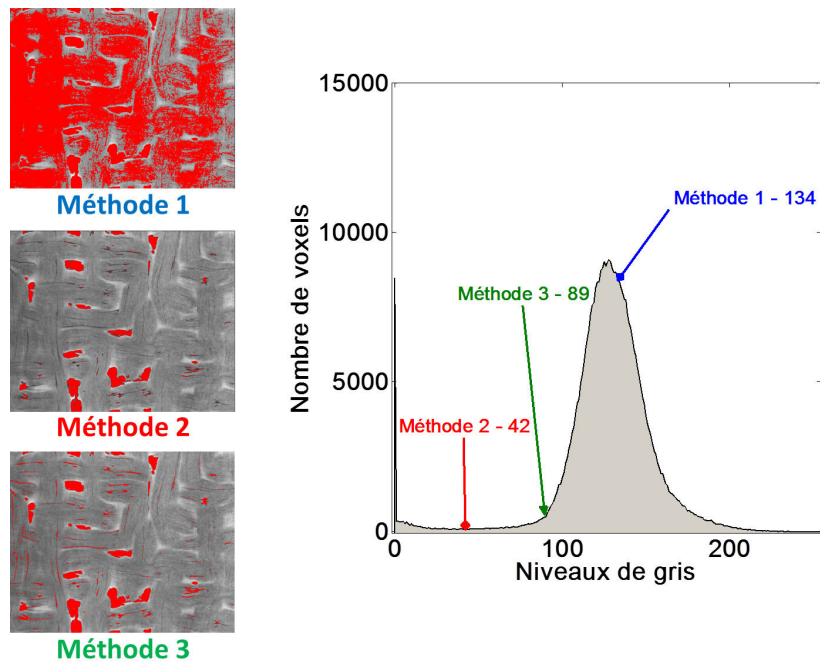 Méthode 1
Méthode 2
Méthode 3
15000
10000
5000
0
Nombre de voxels
Méthode 1 - 134
Méthode 3 - 89
Méthode 2 - 42
0
100
200
Niveaux de gris